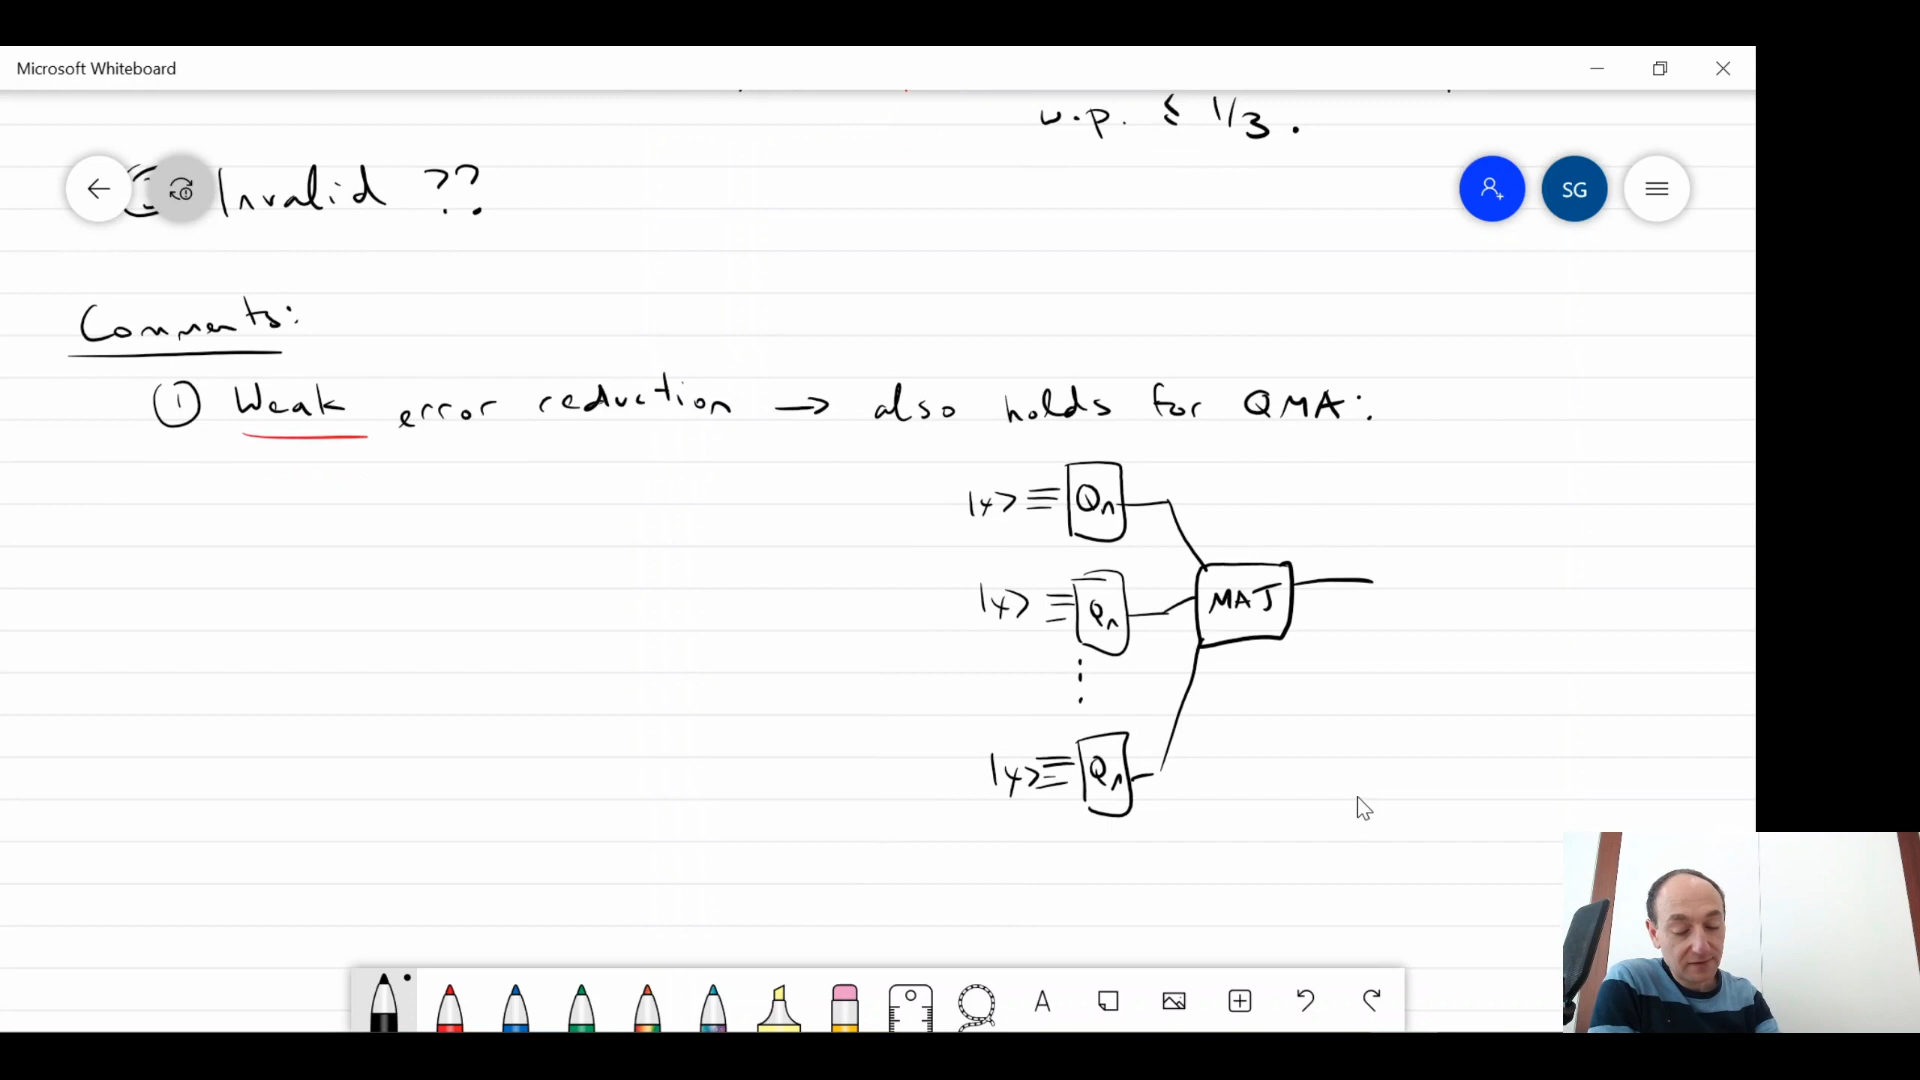 Microsoft Whiteboard
w.p. ≤ 1/3.
Invalid ??
SG
Comments:
① Weak error reduction → also holds for QMA:
|ψ> Qn
|ψ> Qn
MAJ
|ψ> Qn
A